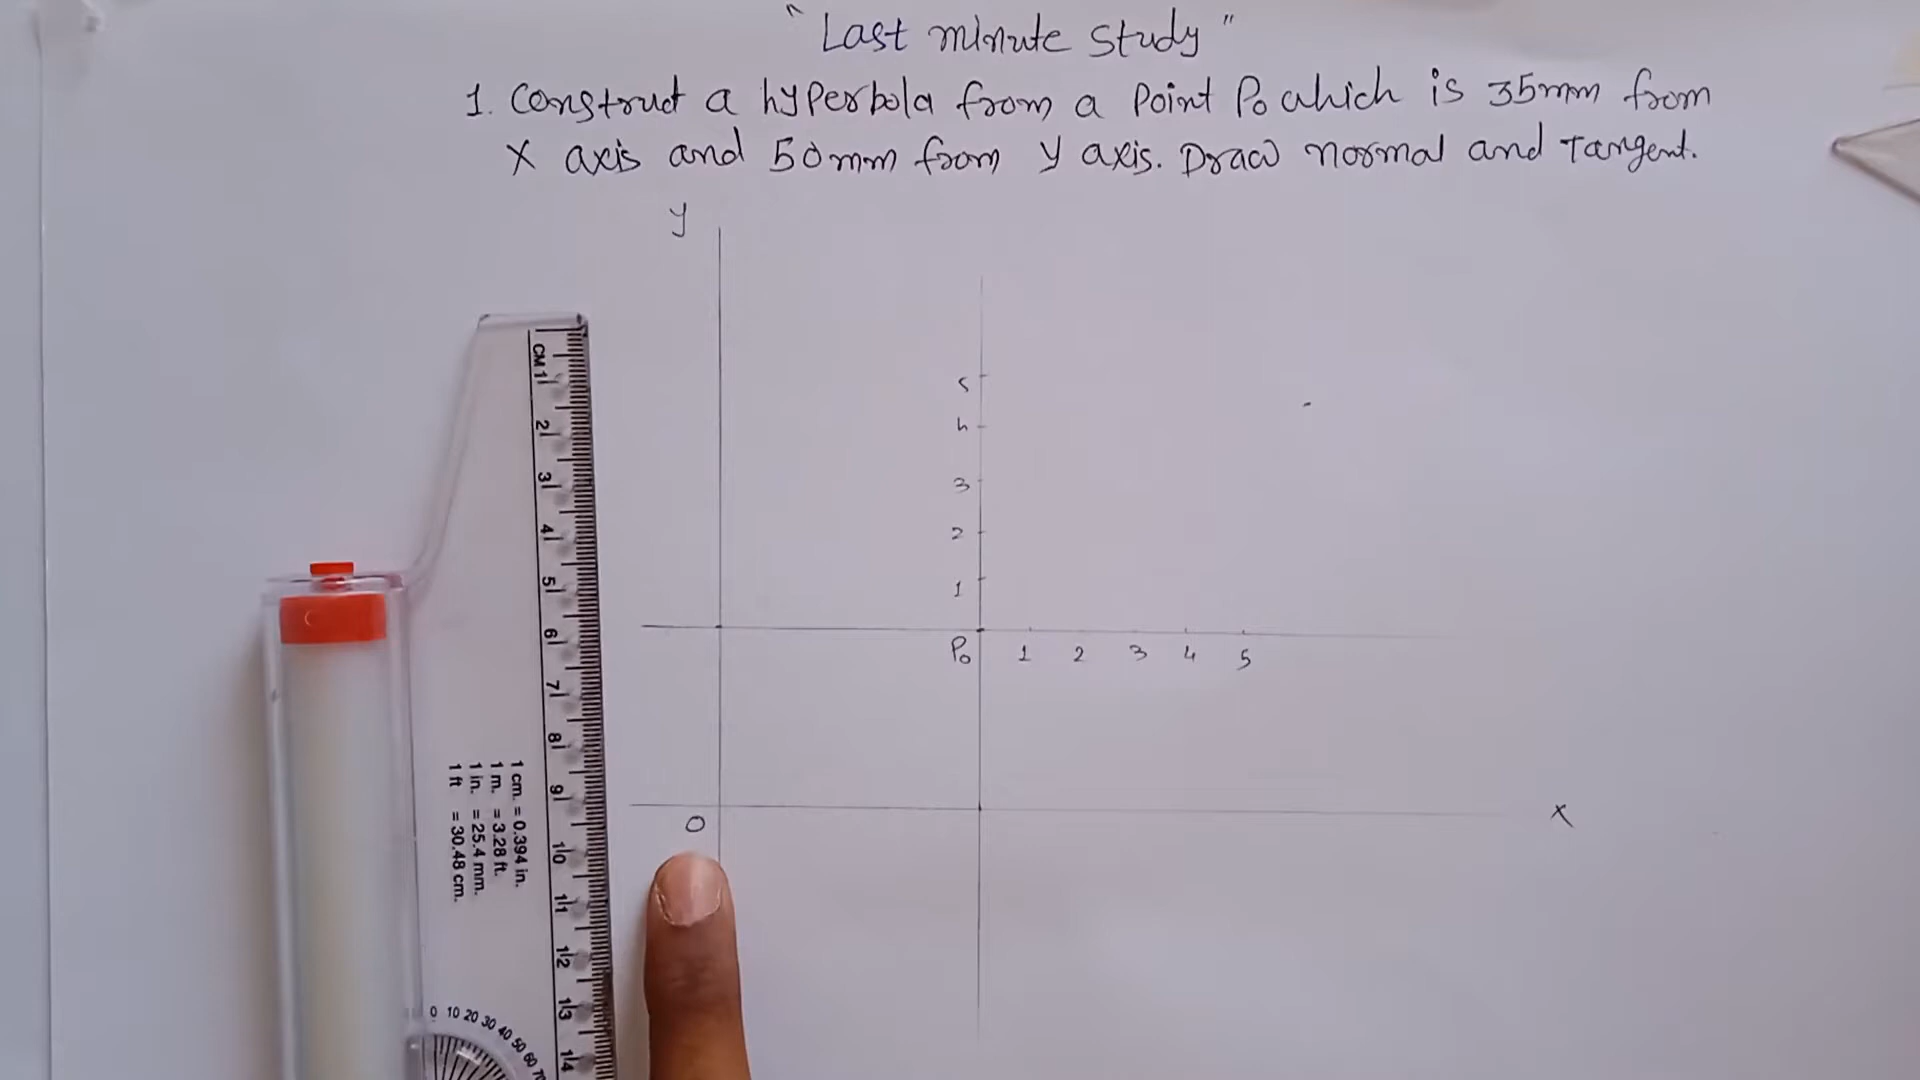 "Last minute study"
1. Construct a hyperbola from a point P₀ which is 35mm from
X axis and 50mm from y axis. Draw normal and Tangent.
y
5
4
3
2
1
P₀ 1 2 3 4 5
O
X
CM 1 2 3 4 5 6 7 8 9 10 11 12 13 14
1 cm. = 0.394 in.
1 m. = 3.28 ft.
1 in. = 25.4 mm.
1 ft = 30.48 cm.
0 10 20 30 40 50 60 70